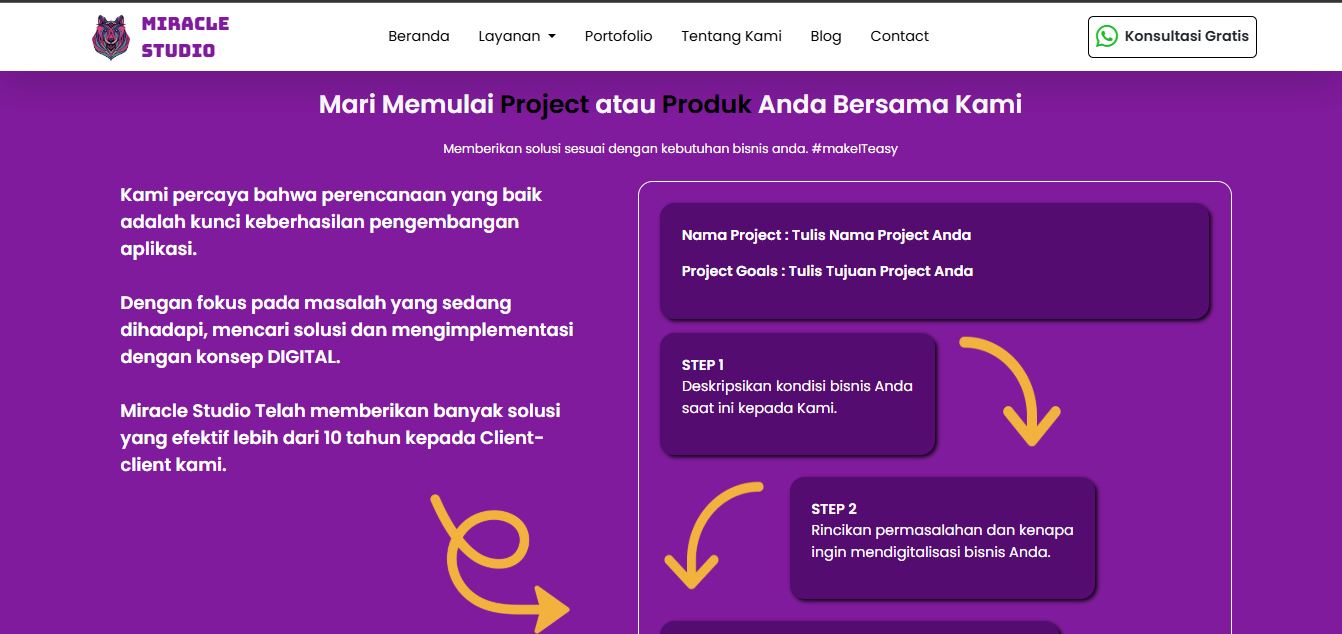 MIRACLE
STUDIO
Beranda
Layanan
Portofolio
Tentang Kami
Blog
Contact
Konsultasi Gratis
Mari Memulai Project atau Produk Anda Bersama Kami
Memberikan solusi sesuai dengan kebutuhan bisnis anda. #makeITeasy
Kami percaya bahwa perencanaan yang baik
adalah kunci keberhasilan pengembangan
aplikasi.
Dengan fokus pada masalah yang sedang
dihadapi, mencari solusi dan mengimplementasi
dengan konsep DIGITAL.
Miracle Studio Telah memberikan banyak solusi
yang efektif lebih dari 10 tahun kepada Client-
client kami.
Nama Project : Tulis Nama Project Anda
Project Goals : Tulis Tujuan Project Anda
STEP 1
Deskripsikan kondisi bisnis Anda
saat ini kepada Kami.
STEP 2
Rincikan permasalahan dan kenapa
ingin mendigitalisasi bisnis Anda.